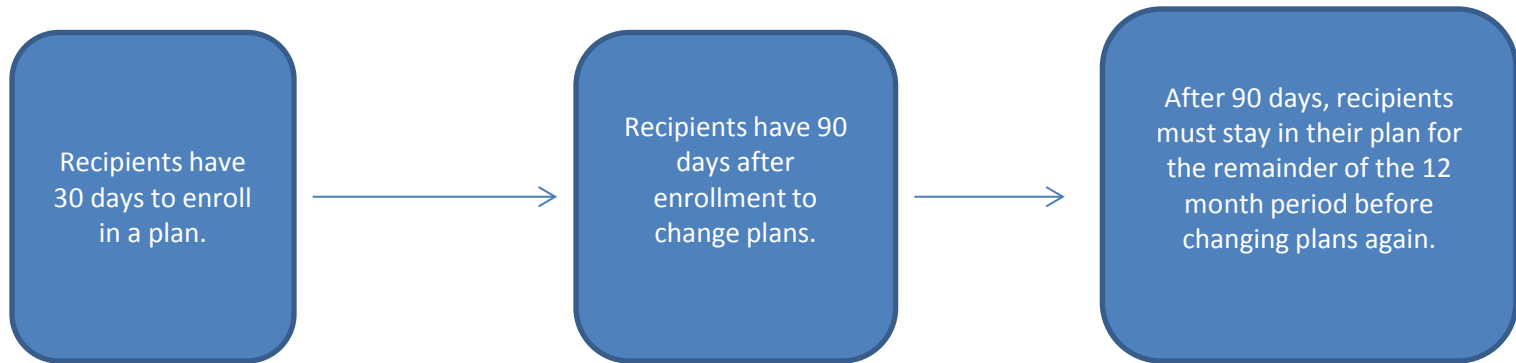 Recipients have
30 days to enroll
in a plan.
Recipients have 90
days after
enrollment to
change plans.
After 90 days, recipients
must stay in their plan for
the remainder of the 12
month period before
changing plans again.